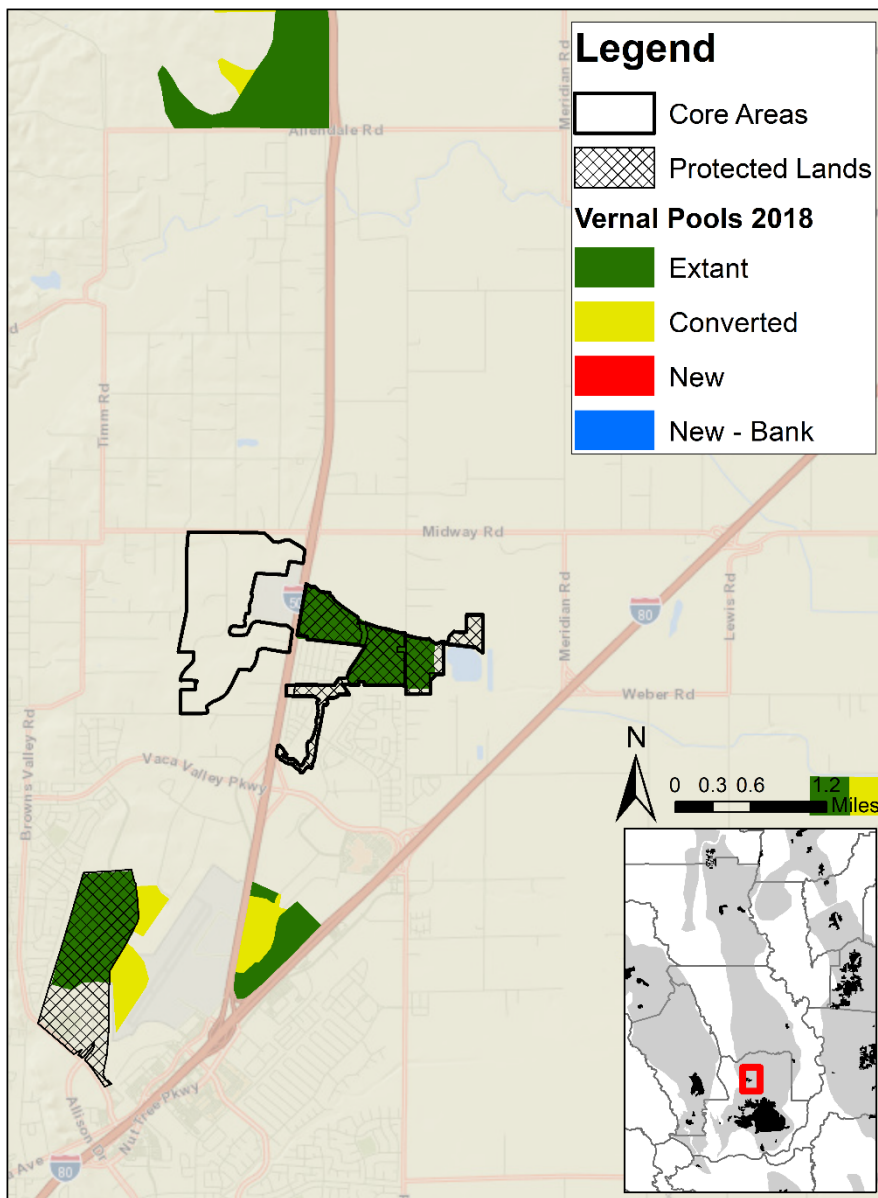 Legend
Core Areas
Protected Lands
Vernal Pools 2018
Extant
Converted
New
New - Bank
Allendale Rd
Meridian Rd
Timm Rd
Midway Rd
80
Meridian Rd
Lewis Rd
Weber Rd
Browns Valley Rd
Vaca Valley Pkwy
N
0 0.3 0.6 1.2
Miles
Allison Dr
Nut Tree Pkwy
80